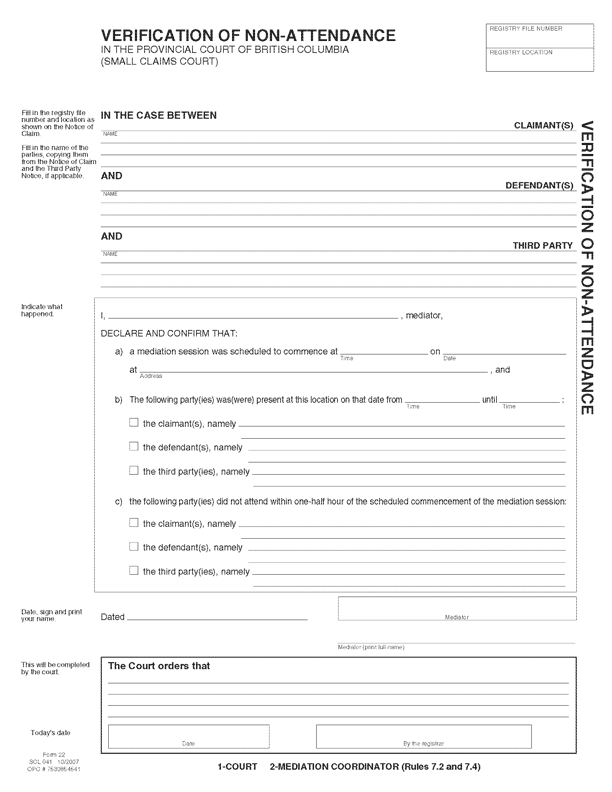 VERIFICATION OF NON-ATTENDANCE
IN THE PROVINCIAL COURT OF BRITISH COLUMBIA
(SMALL CLAIMS COURT)
REGISTRY FILE NUMBER
REGISTRY LOCATION
Fill in the registry file
number and location as
shown on the Notice of
Claim.
Fill in the name of the
parties, copying them
from the Notice of Claim
and the Third Party
Notice, if applicable.
IN THE CASE BETWEEN
CLAIMANT(S)
NAME
AND
DEFENDANT(S)
NAME
AND
THIRD PARTY
NAME
VERIFICATION OF NON-ATTENDANCE
Indicate what
happened.
I, , mediator,
DECLARE AND CONFIRM THAT:
a) a mediation session was scheduled to commence at on
Time Date
at , and
Address
b) The following party(ies) was(were) present at this location on that date from until :
Time Time
the claimant(s), namely
the defendant(s), namely
the third party(ies), namely
c) the following party(ies) did not attend within one-half hour of the scheduled commencement of the mediation session:
the claimant(s), namely
the defendant(s), namely
the third party(ies), namely
Date, sign and print
your name.
Dated
Mediator
Mediator (print full name)
This will be completed
by the court.
The Court orders that
Today's date
Date
By the registrar
Form 22
SCL 041 10/2007
1-COURT 2-MEDIATION COORDINATOR (Rules 7.2 and 7.4)